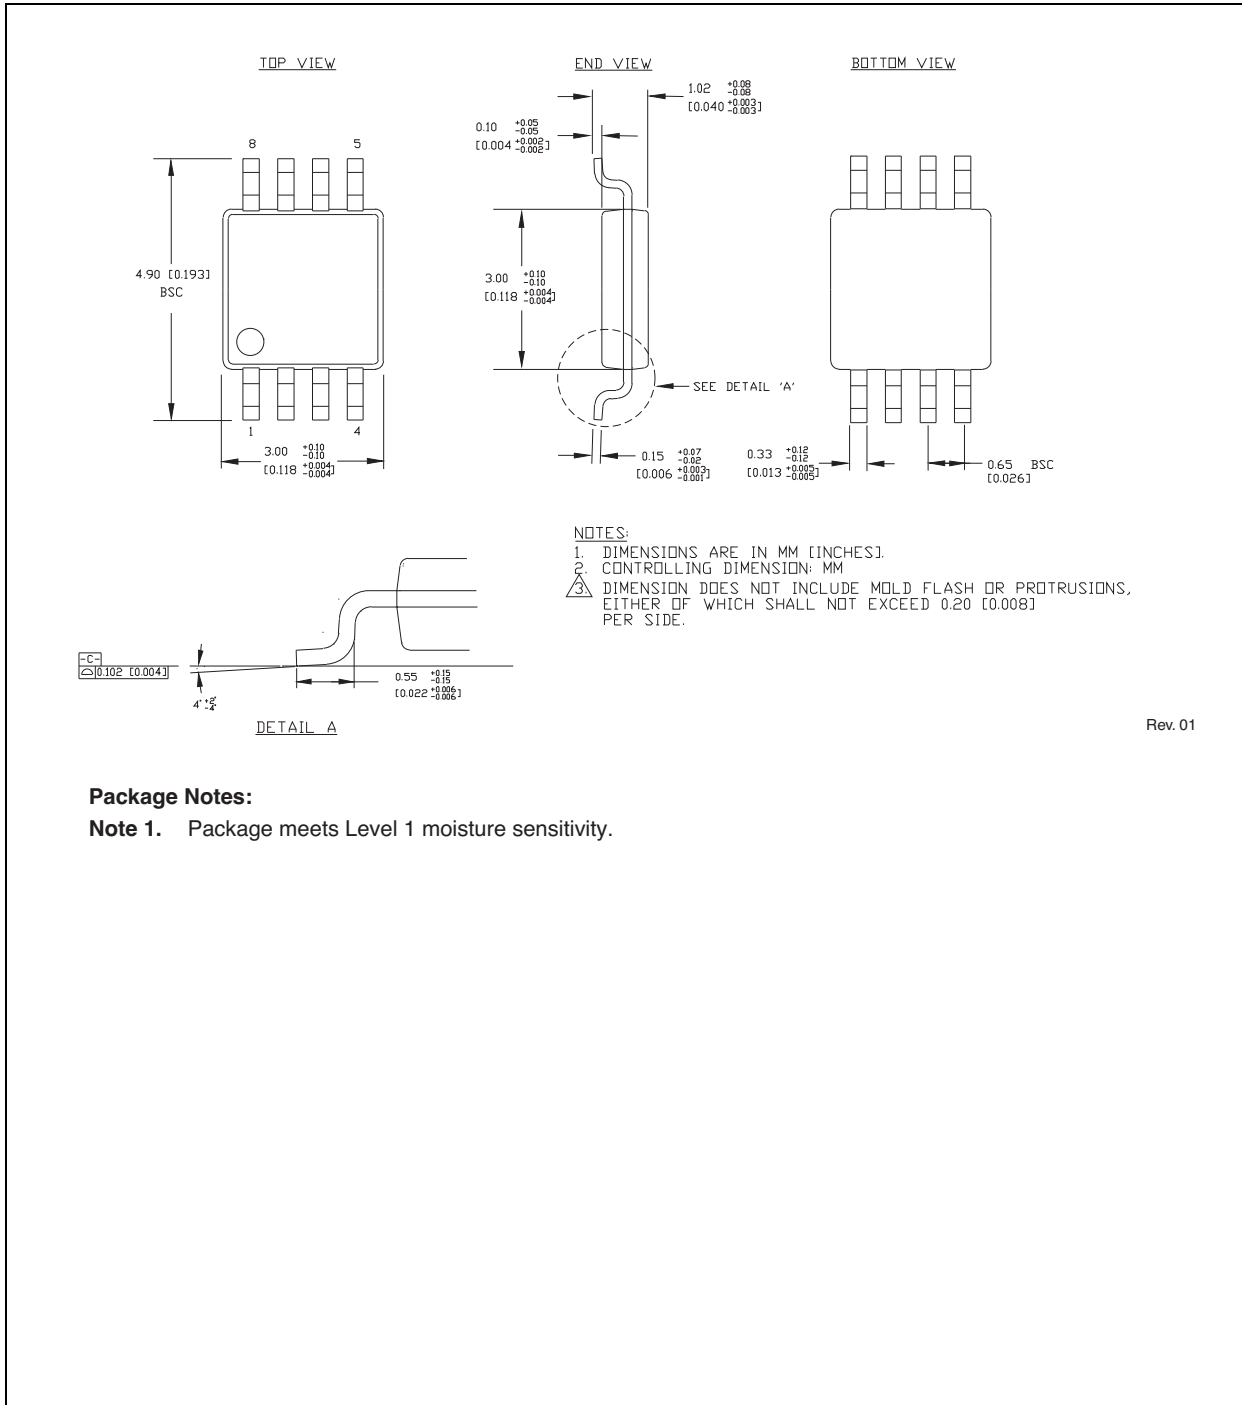 TOP VIEW
END VIEW
BOTTOM VIEW
1.02 +0.08 -0.08
[0.040 +0.003 -0.003]
0.10 +0.05 -0.05
[0.004 +0.002 -0.002]
8 5
4.90 [0.193]
BSC
3.00 +0.10 -0.10
[0.118 +0.004 -0.004]
SEE DETAIL 'A'
1 4
3.00 +0.10 -0.10
[0.118 +0.004 -0.004]
0.15 +0.07 -0.02
[0.006 +0.003 -0.001]
0.33 +0.12 -0.12
[0.013 +0.005 -0.005]
0.65 BSC
[0.026]
NOTES:
1. DIMENSIONS ARE IN MM [INCHES].
2. CONTROLLING DIMENSION: MM
3. DIMENSION DOES NOT INCLUDE MOLD FLASH OR PROTRUSIONS,
EITHER OF WHICH SHALL NOT EXCEED 0.20 [0.008]
PER SIDE.
-C-
0.102 [0.004]
4° +2° -4°
0.55 +0.15 -0.15
[0.022 +0.006 -0.006]
DETAIL A
Rev. 01
Package Notes:
Note 1. Package meets Level 1 moisture sensitivity.